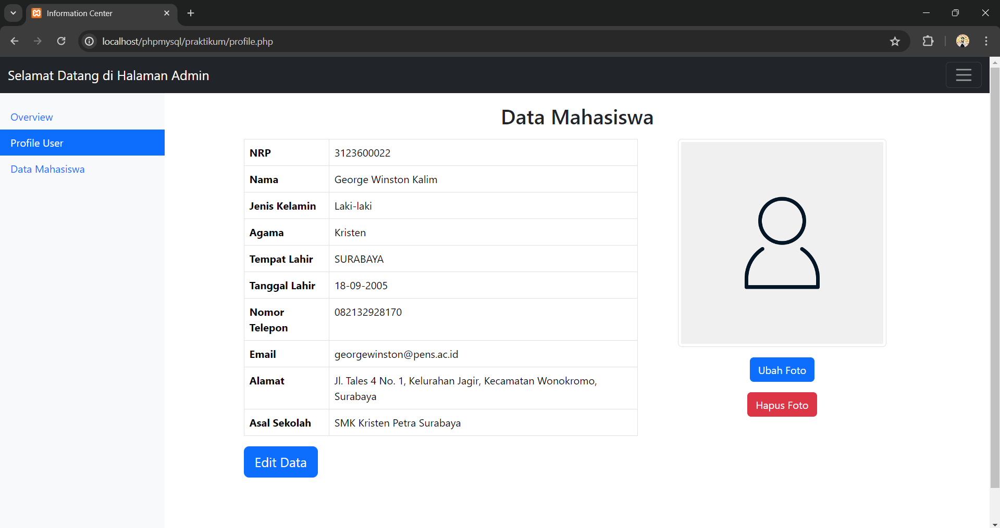 Information Center
localhost/phpmysql/praktikum/profile.php
Selamat Datang di Halaman Admin
Overview
Profile User
Data Mahasiswa
Data Mahasiswa
NRP 3123600022
Nama George Winston Kalim
Jenis Kelamin Laki-laki
Agama Kristen
Tempat Lahir SURABAYA
Tanggal Lahir 18-09-2005
Nomor 082132928170
Telepon
Email georgewinston@pens.ac.id
Alamat Jl. Tales 4 No. 1, Kelurahan Jagir, Kecamatan Wonokromo,
Surabaya
Asal Sekolah SMK Kristen Petra Surabaya
Edit Data
Ubah Foto
Hapus Foto